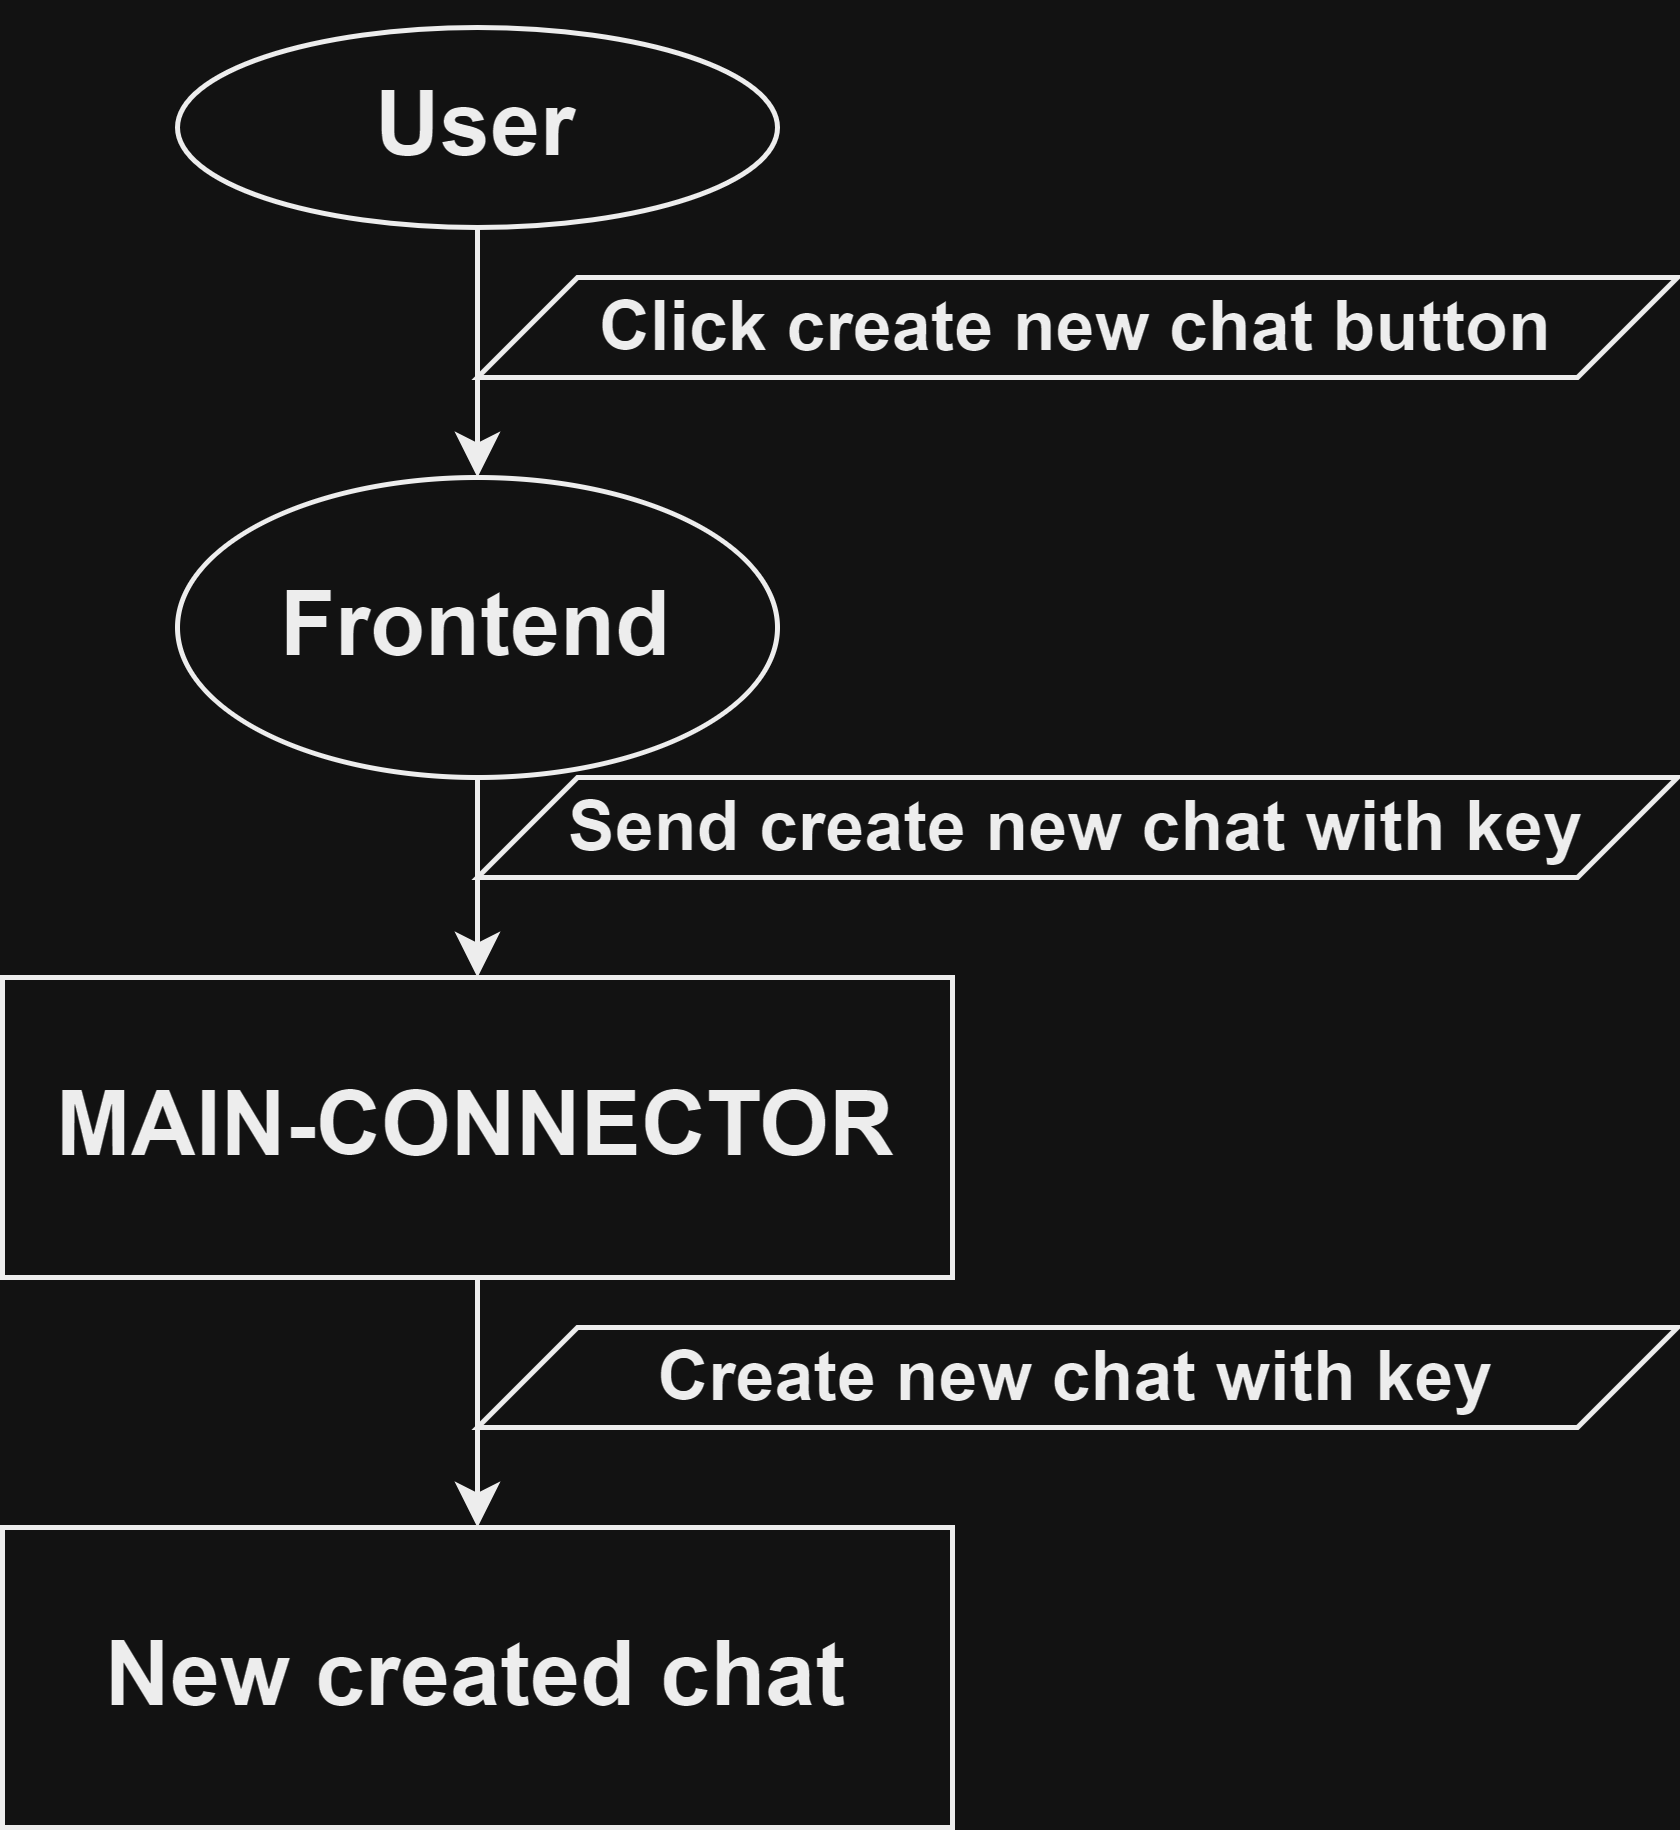 User
Click create new chat button
Frontend
Send create new chat with key
MAIN-CONNECTOR
Create new chat with key
New created chat